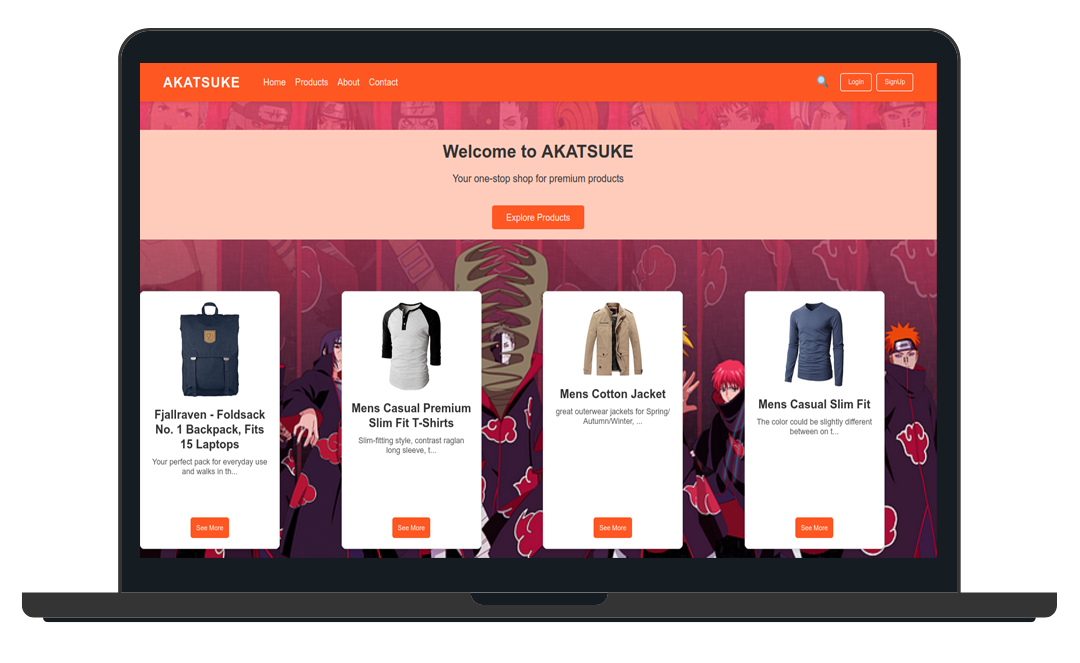 AKATSUKE
Home Products About Contact
Login SignUp
Welcome to AKATSUKE
Your one-stop shop for premium products
Explore Products
Fjallraven - Foldsack
No. 1 Backpack, Fits
15 Laptops
Your perfect pack for everyday use
and walks in th...
See More
Mens Casual Premium
Slim Fit T-Shirts
Slim-fitting style, contrast raglan
long sleeve, t...
See More
Mens Cotton Jacket
great outerwear jackets for Spring/
Autumn/Winter, ...
See More
Mens Casual Slim Fit
The color could be slightly different
between on t...
See More